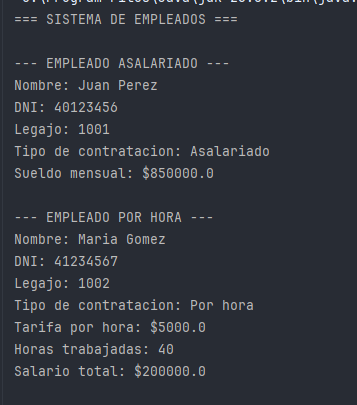 === SISTEMA DE EMPLEADOS ===
--- EMPLEADO ASALARIADO ---
Nombre: Juan Perez
DNI: 40123456
Legajo: 1001
Tipo de contratacion: Asalariado
Sueldo mensual: $850000.0
--- EMPLEADO POR HORA ---
Nombre: Maria Gomez
DNI: 41234567
Legajo: 1002
Tipo de contratacion: Por hora
Tarifa por hora: $5000.0
Horas trabajadas: 40
Salario total: $200000.0